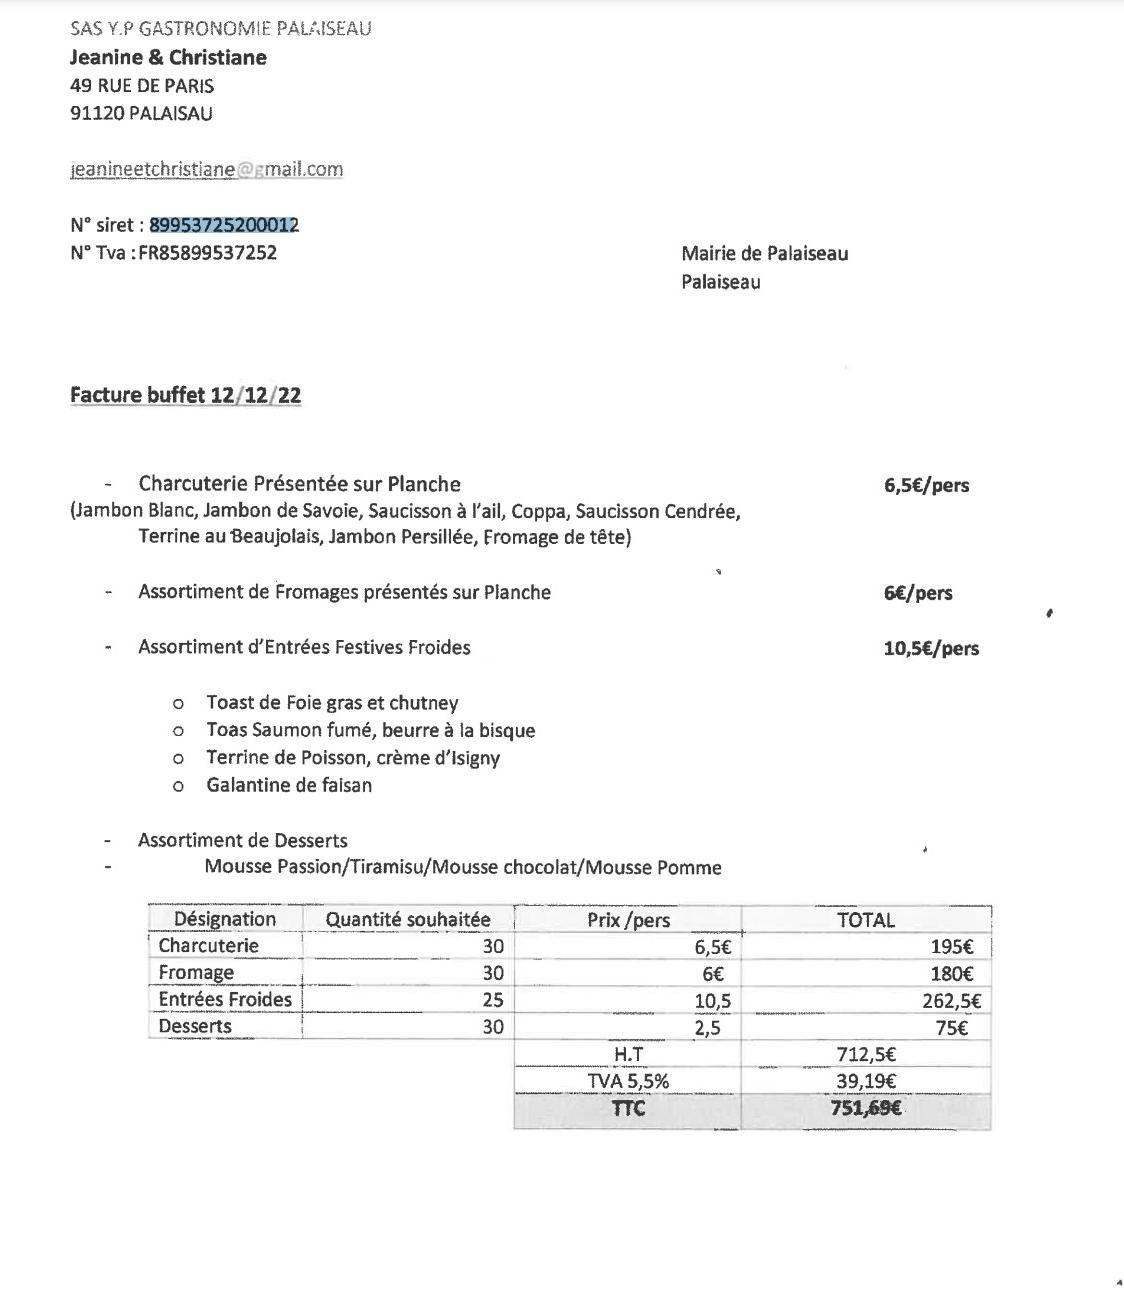 SAS Y.P GASTRONOMIE PALAISEAU
Jeanine & Christiane
49 RUE DE PARIS
91120 PALAISAU
jeanineetchristiane@gmail.com
N° siret : 89953725200012
N° Tva : FR85899537252
Mairie de Palaiseau
Palaiseau
Facture buffet 12/12/22
- Charcuterie Présentée sur Planche 6,5€/pers
(Jambon Blanc, Jambon de Savoie, Saucisson à l'ail, Coppa, Saucisson Cendrée,
Terrine au Beaujolais, Jambon Persillée, Fromage de tête)
- Assortiment de Fromages présentés sur Planche 6€/pers
- Assortiment d'Entrées Festives Froides 10,5€/pers
o Toast de Foie gras et chutney
o Toas Saumon fumé, beurre à la bisque
o Terrine de Poisson, crème d'Isigny
o Galantine de faisan
- Assortiment de Desserts
- Mousse Passion/Tiramisu/Mousse chocolat/Mousse Pomme
Désignation Quantité souhaitée Prix /pers TOTAL
Charcuterie 30 6,5€ 195€
Fromage 30 6€ 180€
Entrées Froides 25 10,5 262,5€
Desserts 30 2,5 75€
H.T 712,5€
TVA 5,5% 39,19€
TTC 751,69€